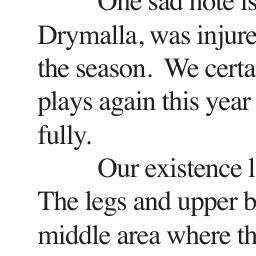 One sad note is
Drymalla, was injure
the season.  We certa
plays again this year
fully.
Our existence l
The legs and upper b
middle area where th